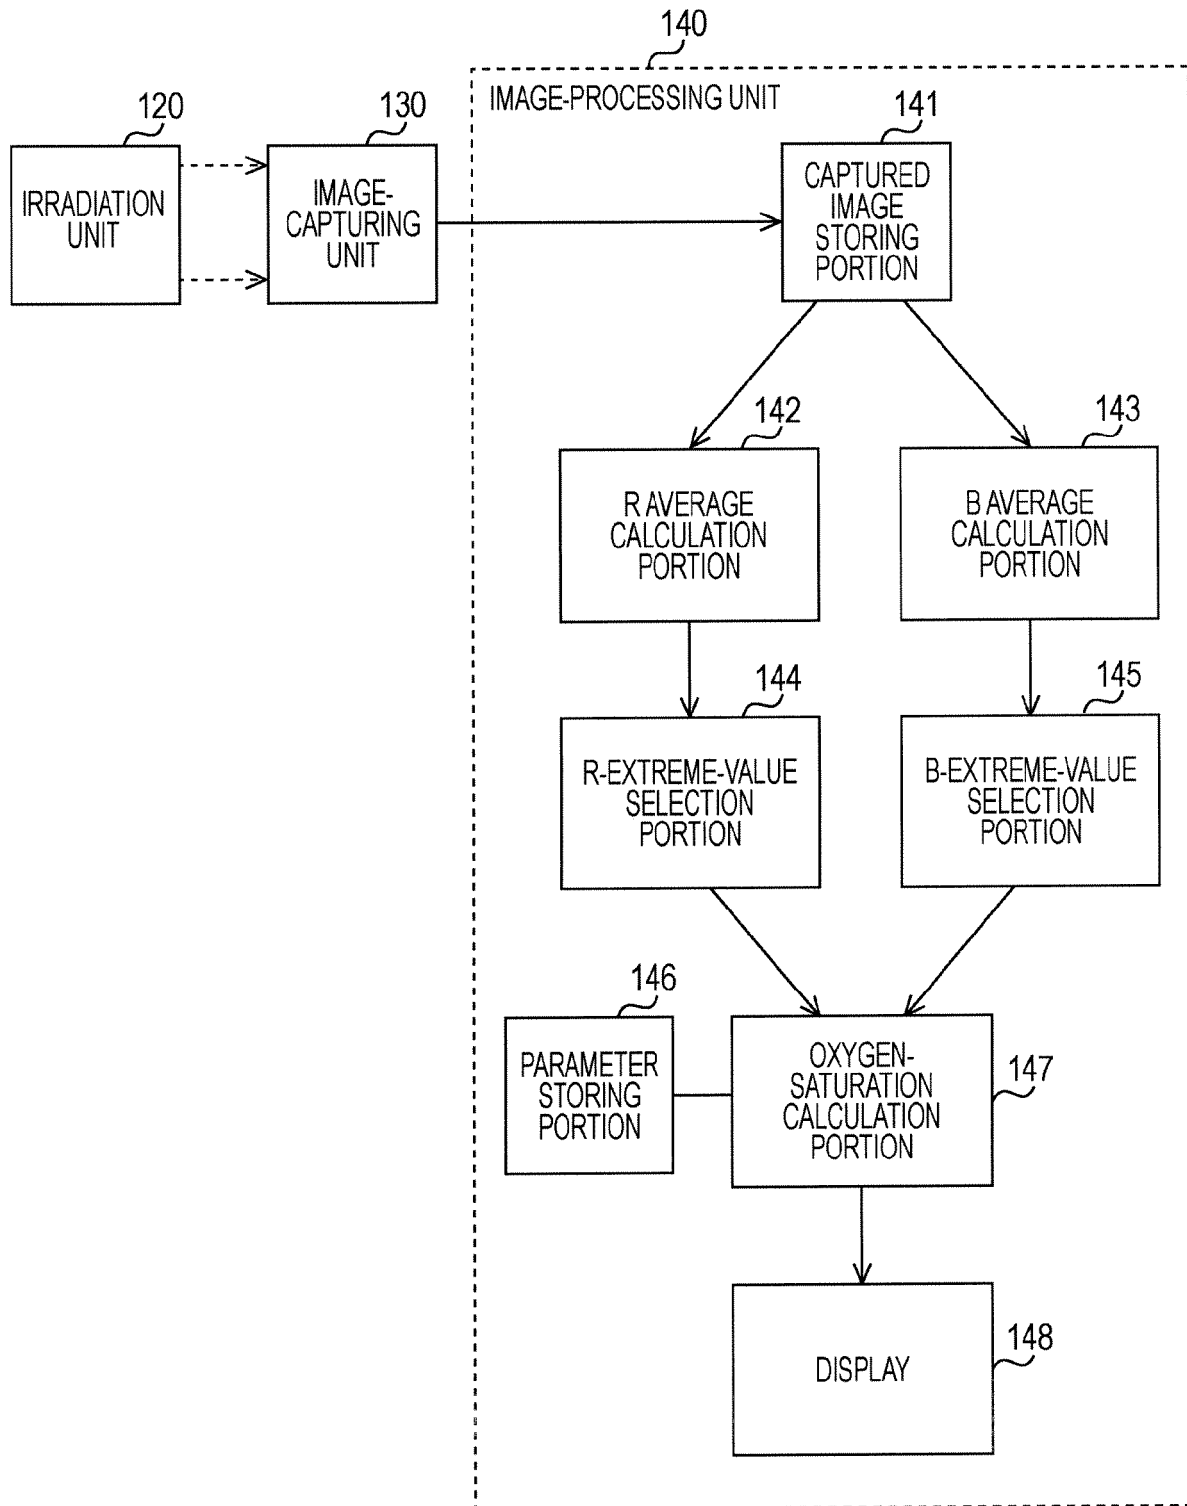 140
IMAGE-PROCESSING UNIT
120
130
141
IRRADIATION
UNIT
IMAGE-
CAPTURING
UNIT
CAPTURED
IMAGE
STORING
PORTION
142
143
R AVERAGE
CALCULATION
PORTION
B AVERAGE
CALCULATION
PORTION
144
145
R-EXTREME-VALUE
SELECTION
PORTION
B-EXTREME-VALUE
SELECTION
PORTION
146
PARAMETER
STORING
PORTION
OXYGEN-
SATURATION
CALCULATION
PORTION
147
DISPLAY
148